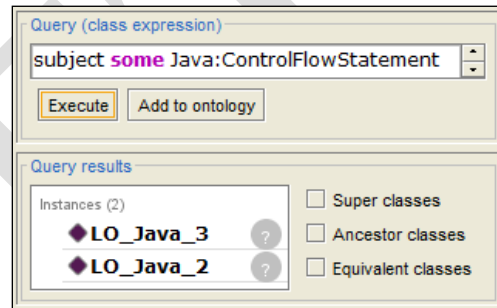 Query (class expression)
subject some Java:ControlFlowStatement
Execute Add to ontology
Query results
Instances (2)
LO_Java_3 ?
LO_Java_2 ?
Super classes
Ancestor classes
Equivalent classes